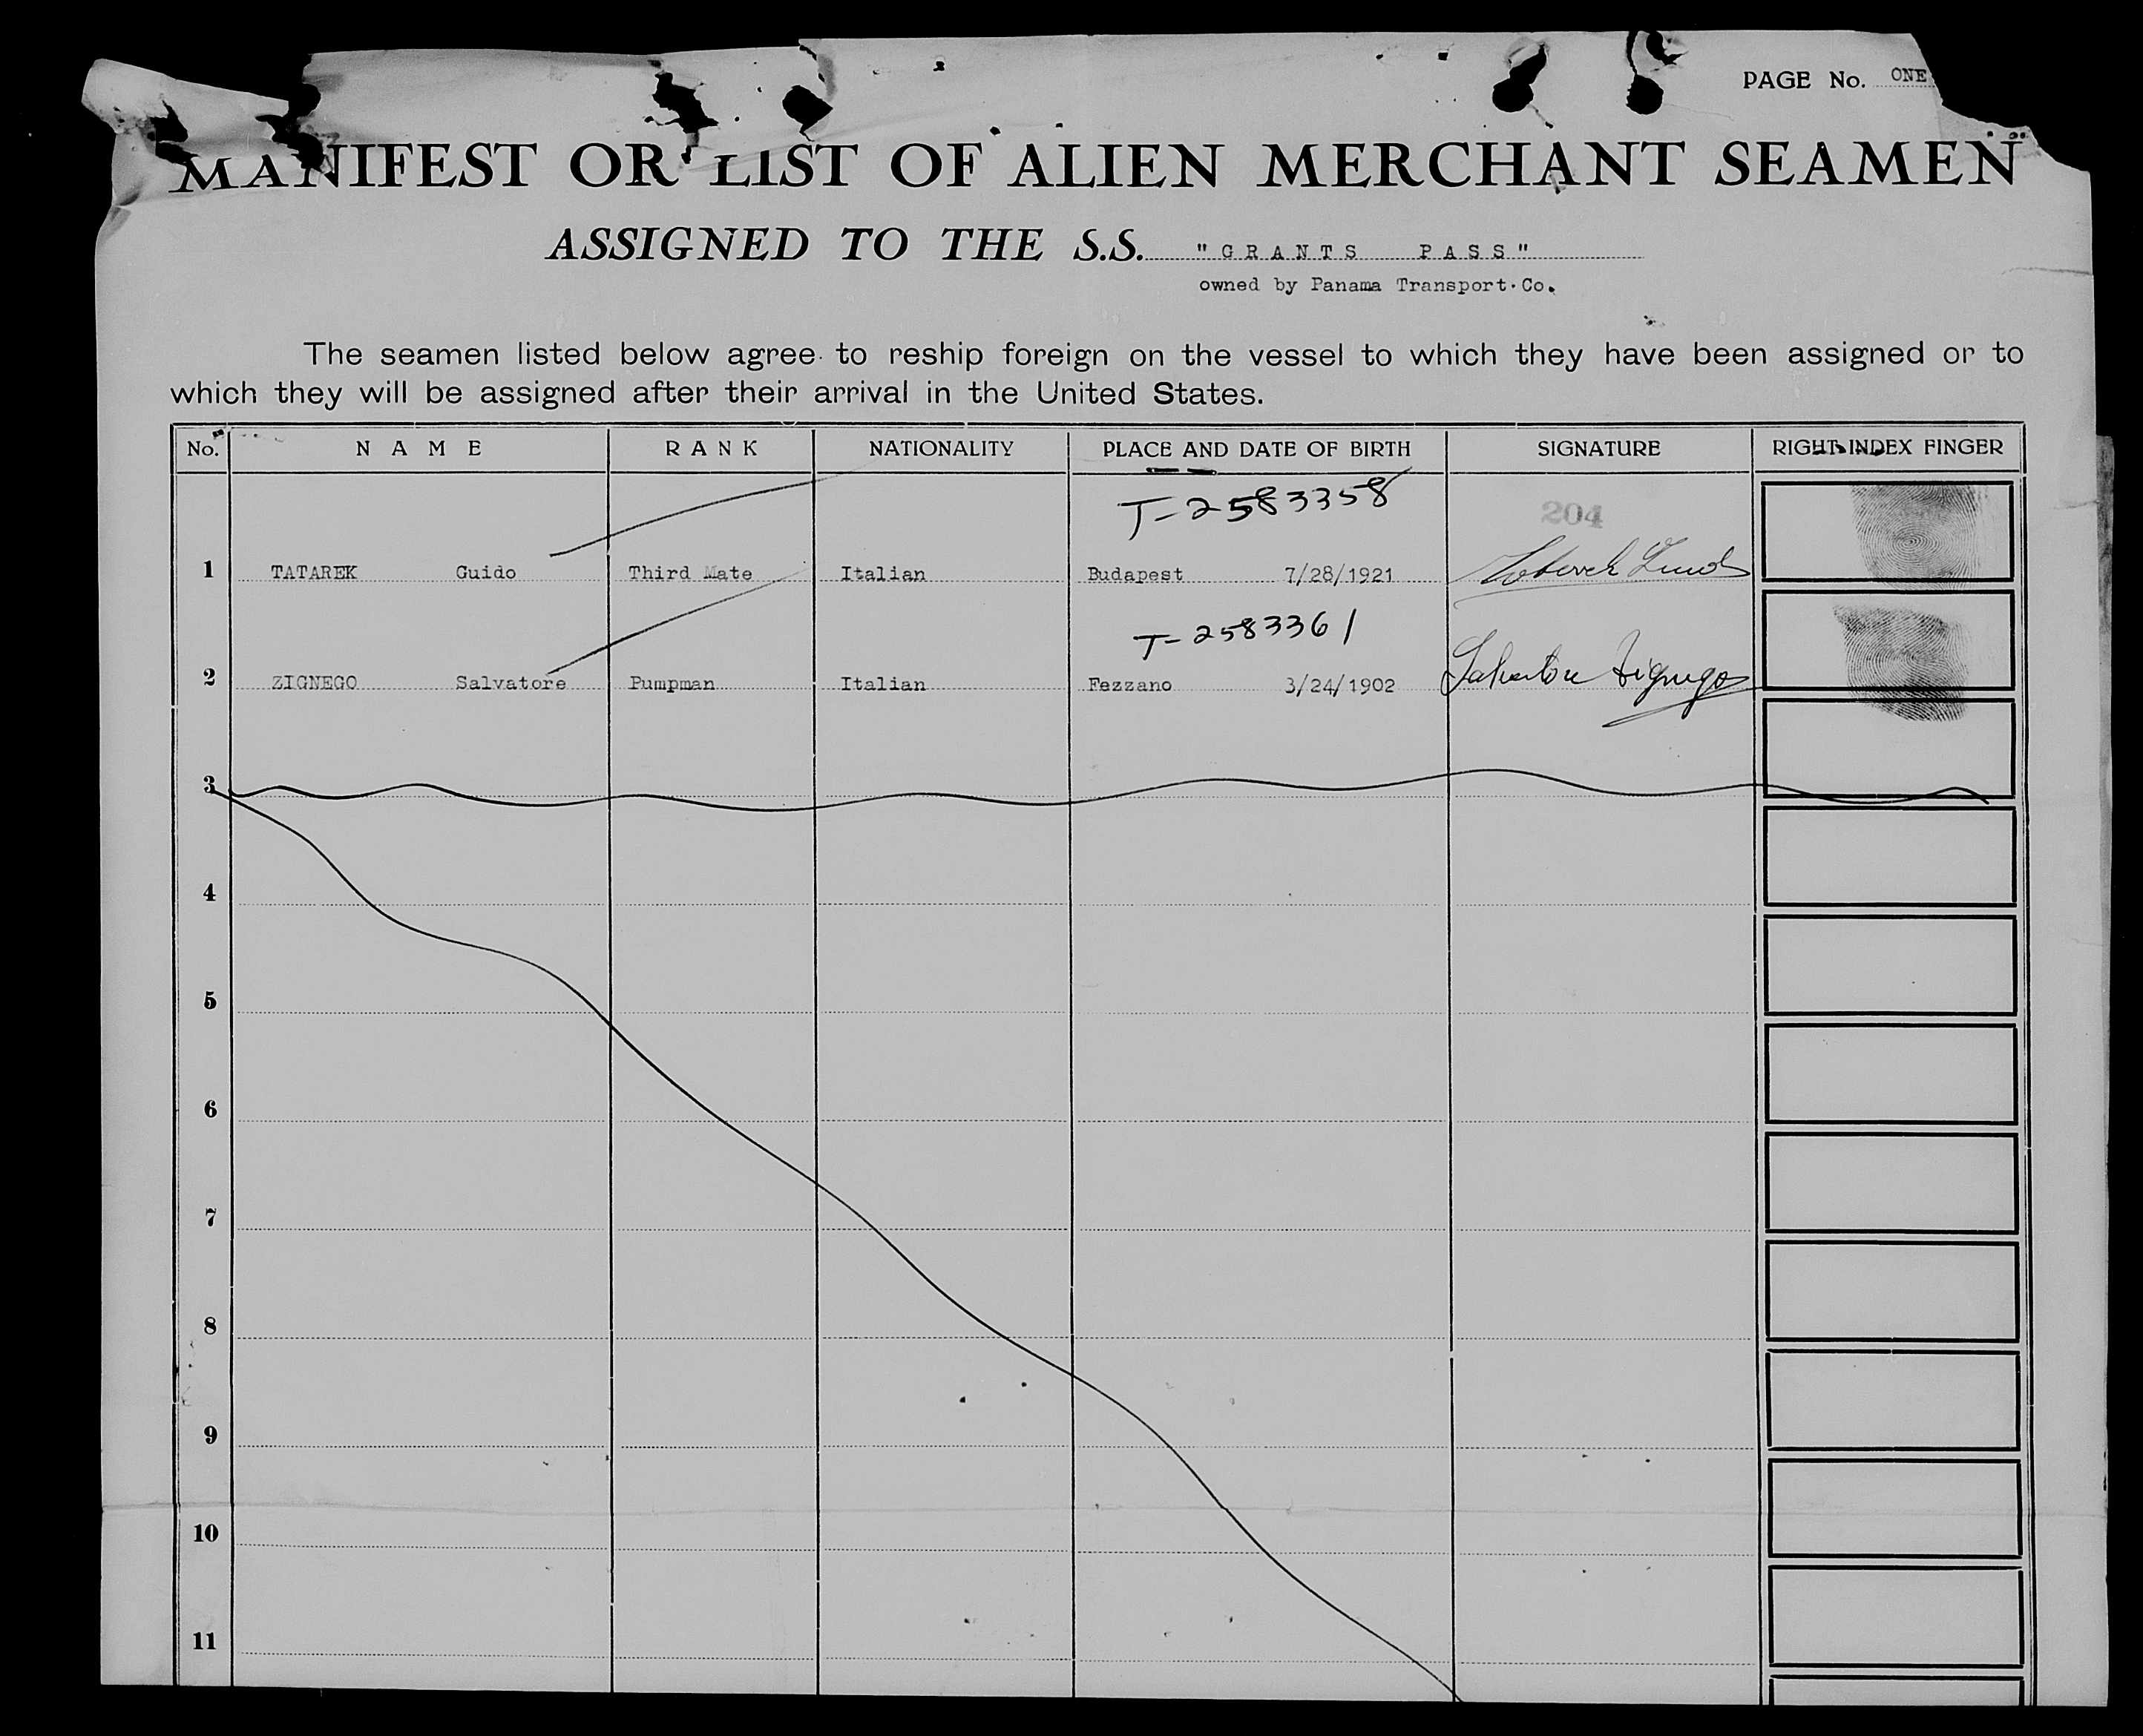 PAGE No. ONE
MANIFEST OR LIST OF ALIEN MERCHANT SEAMEN
ASSIGNED TO THE S.S. "GRANTS PASS"
owned by Panama Transport Co.
The seamen listed below agree to reship foreign on the vessel to which they have been assigned or to
which they will be assigned after their arrival in the United States.
No. NAME RANK NATIONALITY PLACE AND DATE OF BIRTH SIGNATURE RIGHT INDEX FINGER
T-2583358 204
1 TATAREK Guido Third Mate Italian Budapest 7/28/1921
T-2583361
2 ZIGNEGO Salvatore Pumpman Italian Fezzano 3/24/1902 Salvatore Zignego
3
4
5
6
7
8
9
10
11